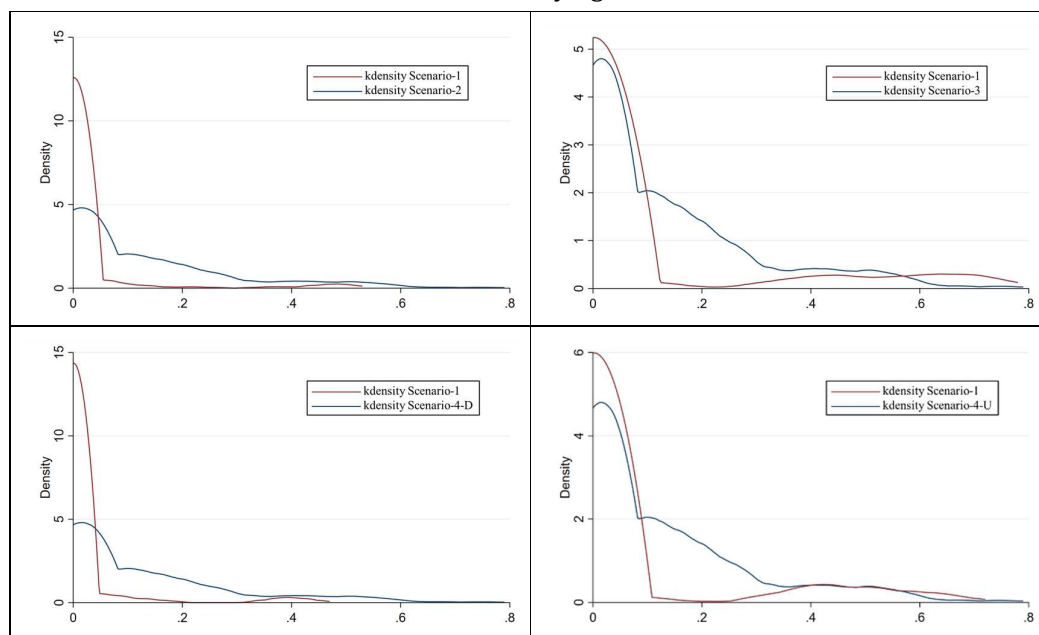 15
10
5
0
Density
kdensity Scenario-1
kdensity Scenario-2
0 .2 .4 .6 .8
5
4
3
2
1
0
Density
kdensity Scenario-1
kdensity Scenario-3
0 .2 .4 .6 .8
15
10
5
0
Density
kdensity Scenario-1
kdensity Scenario-4-D
0 .2 .4 .6 .8
6
4
2
0
Density
kdensity Scenario-1
kdensity Scenario-4-U
0 .2 .4 .6 .8